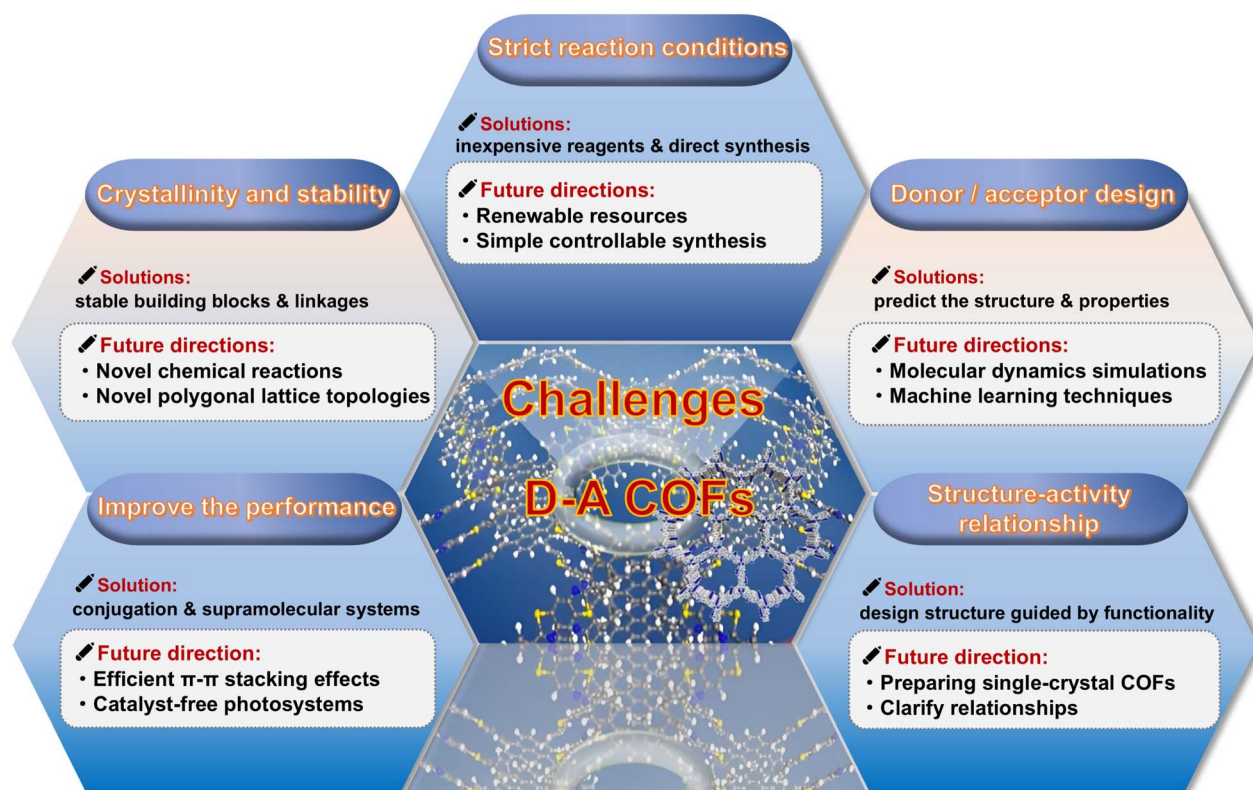 Strict reaction conditions
Solutions:
inexpensive reagents & direct synthesis
Future directions:
• Renewable resources
• Simple controllable synthesis
Crystallinity and stability
Solutions:
stable building blocks & linkages
Future directions:
• Novel chemical reactions
• Novel polygonal lattice topologies
Donor / acceptor design
Solutions:
predict the structure & properties
Future directions:
• Molecular dynamics simulations
• Machine learning techniques
Challenges
D-A COFs
Improve the performance
Solution:
conjugation & supramolecular systems
Future direction:
• Efficient π-π stacking effects
• Catalyst-free photosystems
Structure-activity
relationship
Solution:
design structure guided by functionality
Future direction:
• Preparing single-crystal COFs
• Clarify relationships